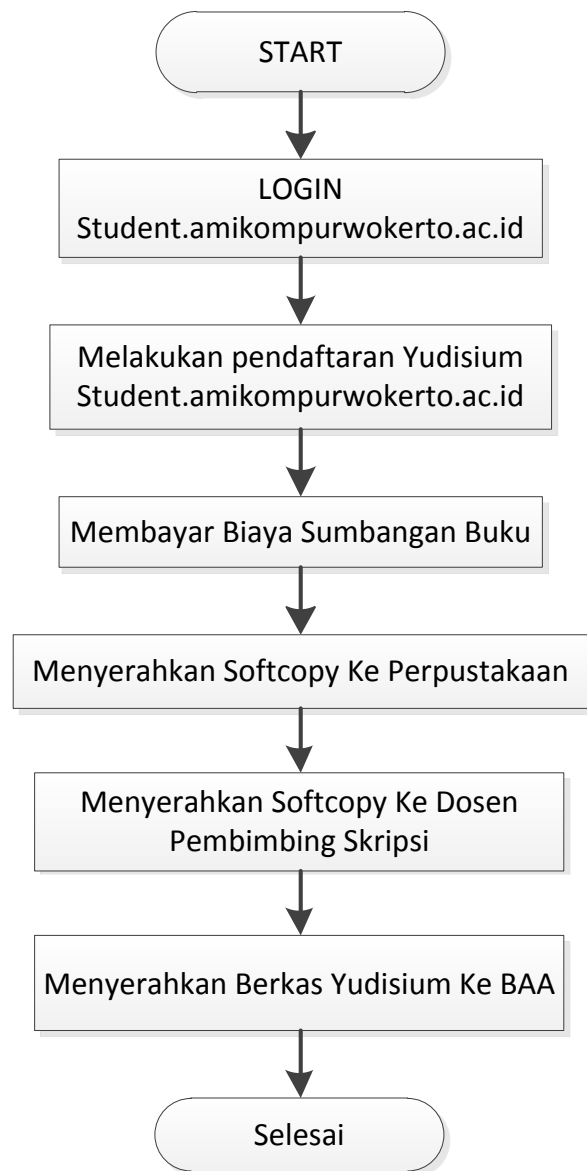 START
LOGIN
Student.amikompurwokerto.ac.id
Melakukan pendaftaran Yudisium
Student.amikompurwokerto.ac.id
Membayar Biaya Sumbangan Buku
Menyerahkan Softcopy Ke Perpustakaan
Menyerahkan Softcopy Ke Dosen
Pembimbing Skripsi
Menyerahkan Berkas Yudisium Ke BAA
Selesai